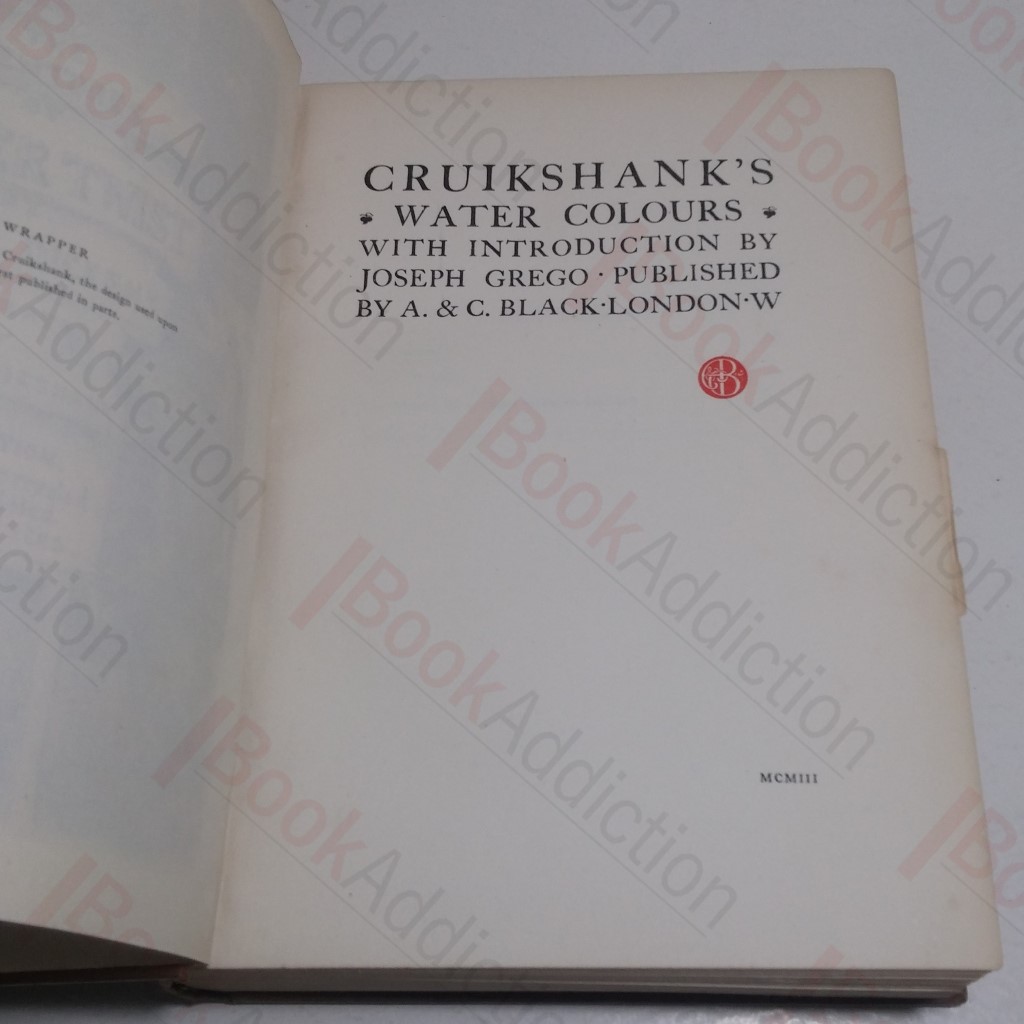 WRAPPER
Cruikshank, the design used upon
st published in parts.
CRUIKSHANK'S
WATER COLOURS
WITH INTRODUCTION BY
JOSEPH GREGO · PUBLISHED
BY A. & C. BLACK · LONDON · W
MCMIII
BookAddiction